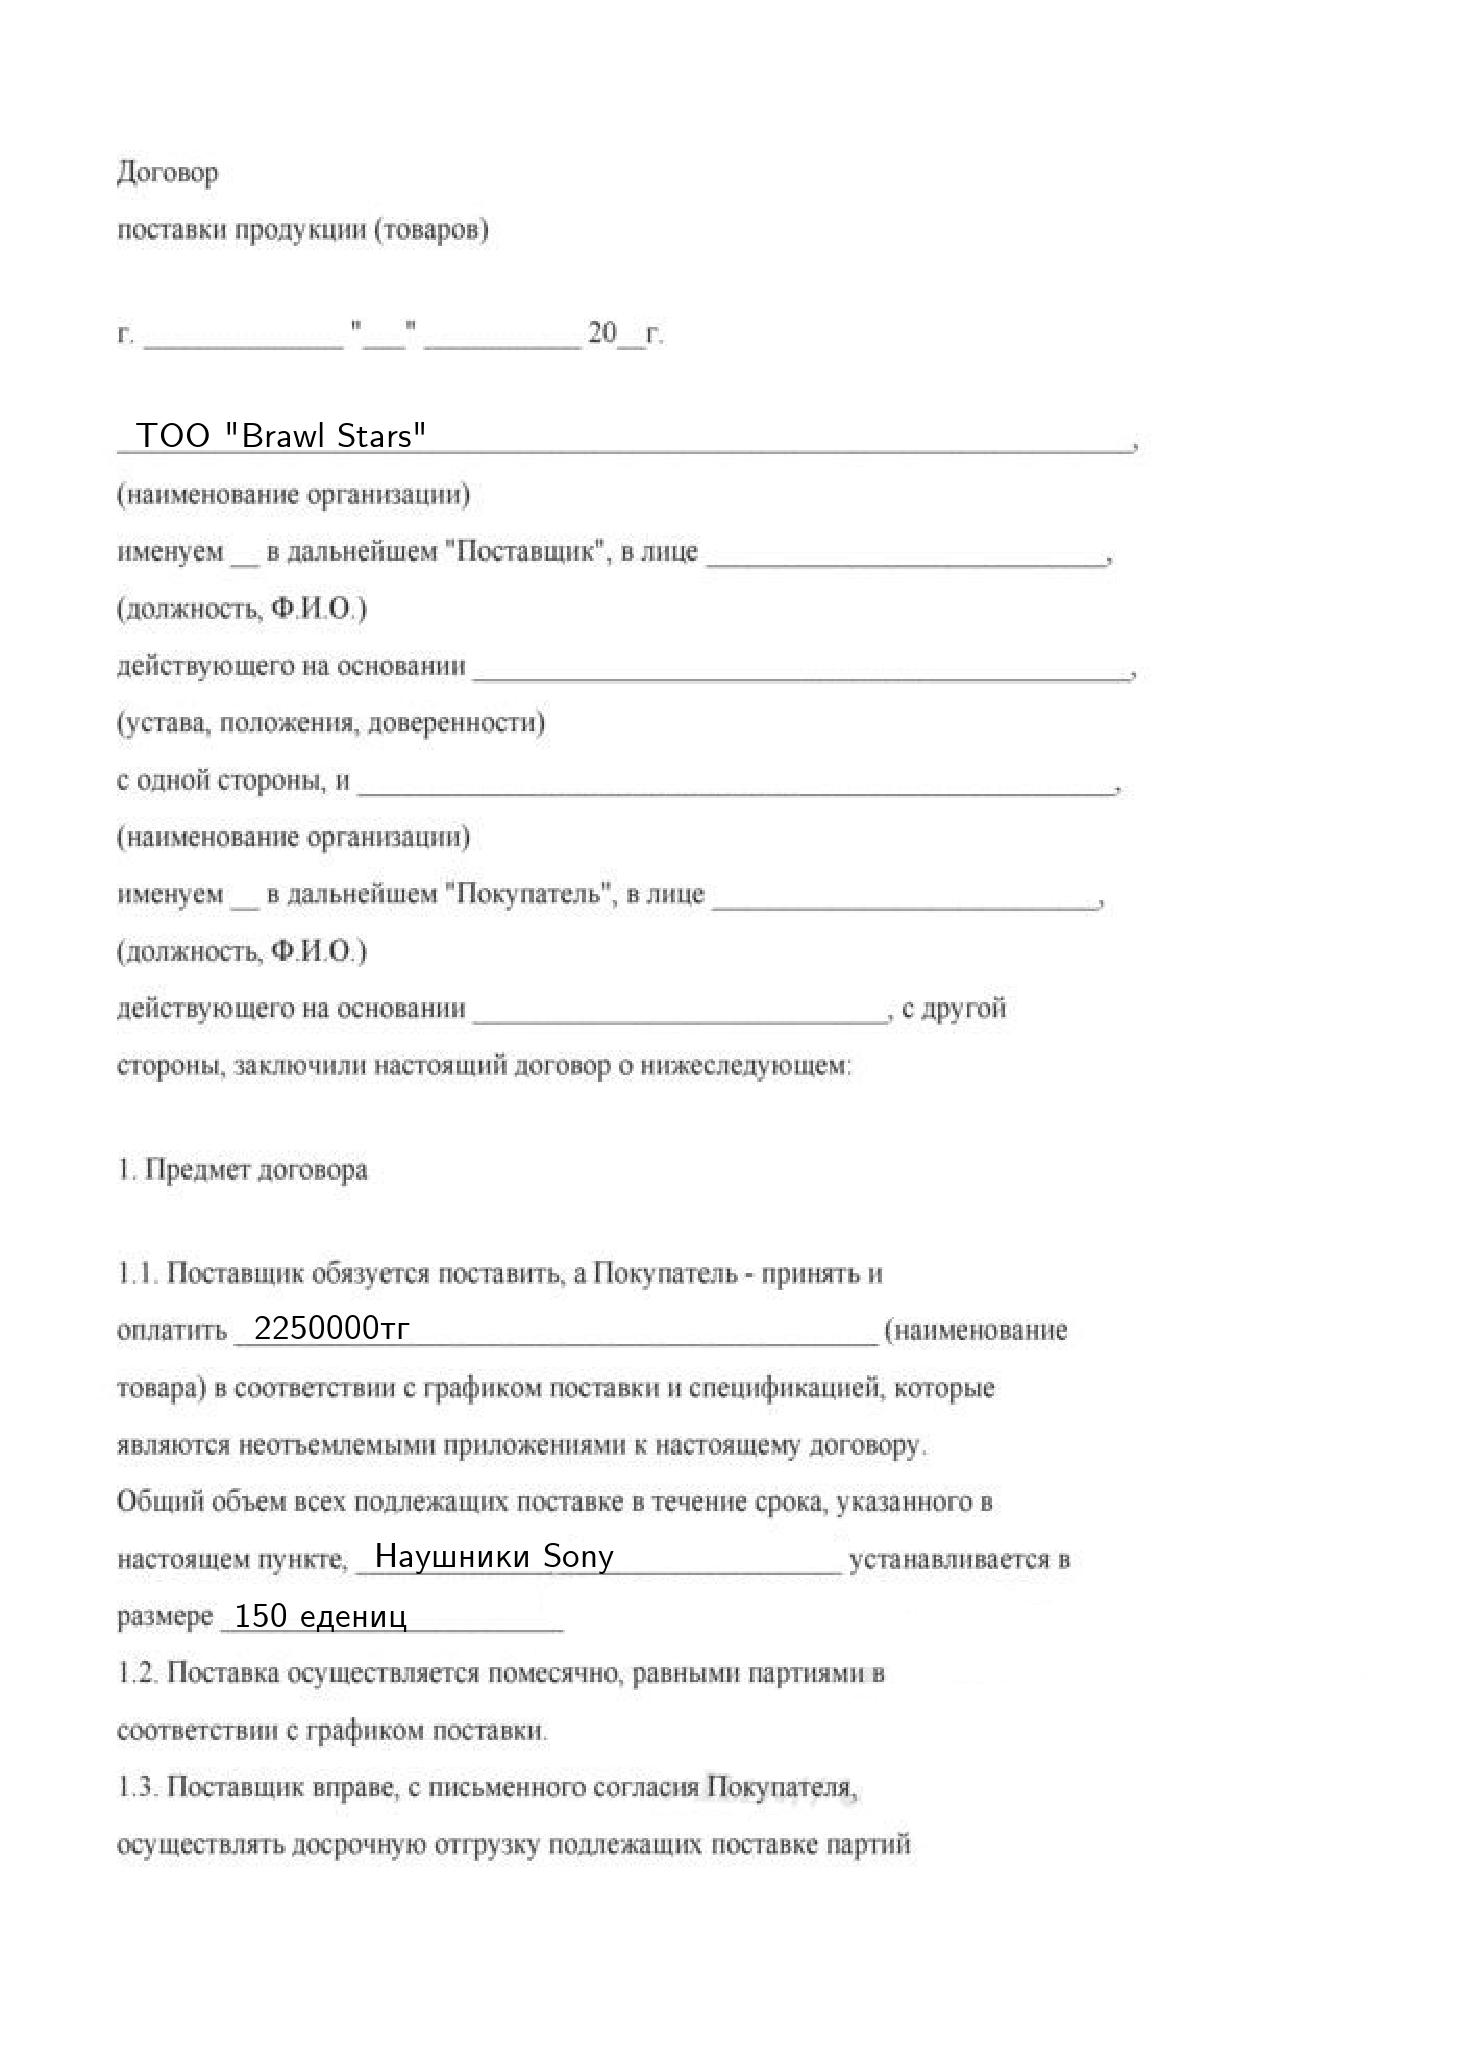 Договор
поставки продукции (товаров)
г. ______________ "___" ___________ 20__г.
ТОО "Brawl Stars"________________________________,
(наименование организации)
именуем __ в дальнейшем "Поставщик", в лице ____________________________,
(должность, Ф.И.О.)
действующего на основании ______________________________________________,
(устава, положения, доверенности)
с одной стороны, и _____________________________________________________,
(наименование организации)
именуем __ в дальнейшем "Покупатель", в лице ___________________________,
(должность, Ф.И.О.)
действующего на основании _____________________________, с другой
стороны, заключили настоящий договор о нижеследующем:
1. Предмет договора
1.1. Поставщик обязуется поставить, а Покупатель - принять и
оплатить 2250000тг (наименование
товара) в соответствии с графиком поставки и спецификацией, которые
являются неотъемлемыми приложениями к настоящему договору.
Общий объем всех подлежащих поставке в течение срока, указанного в
настоящем пункте, Наушники Sony устанавливается в
размере 150 едениц
1.2. Поставка осуществляется помесячно, равными партиями в
соответствии с графиком поставки.
1.3. Поставщик вправе, с письменного согласия Покупателя,
осуществлять досрочную отгрузку подлежащих поставке партий